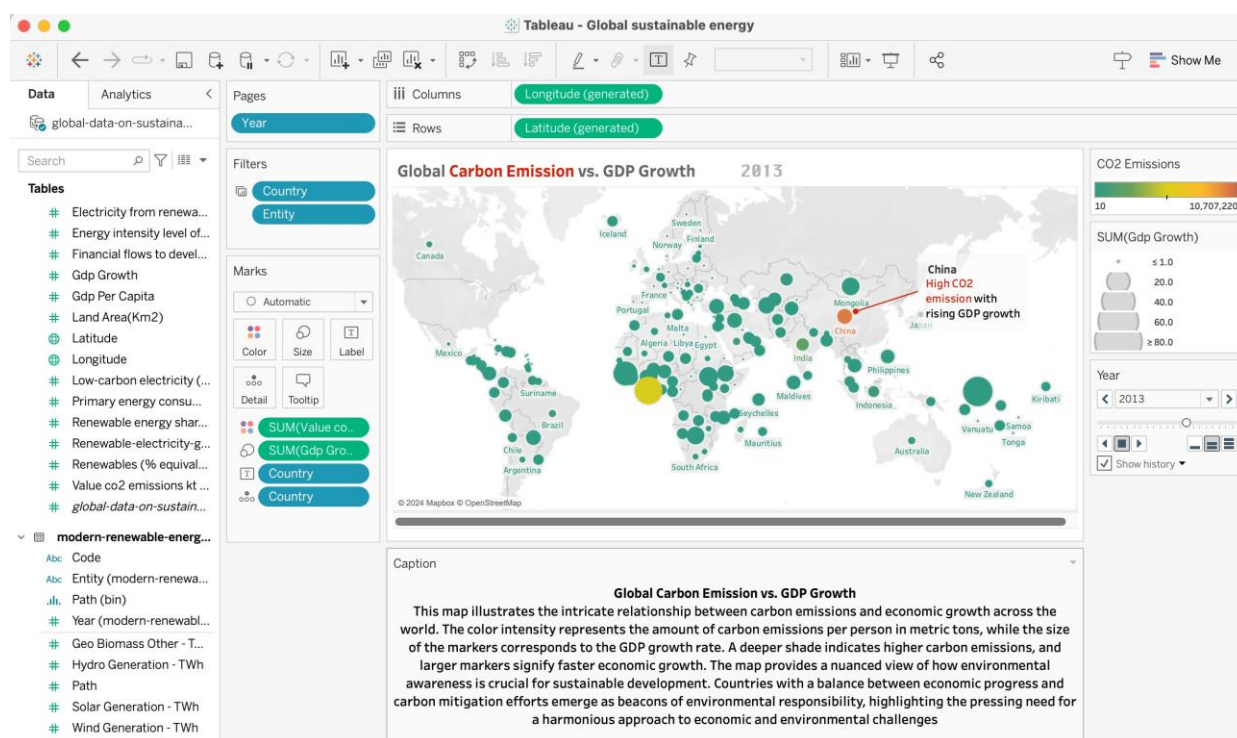 Tableau - Global sustainable energy
Show Me
Data
Analytics
global-data-on-sustaina...
Search
Tables
Electricity from renewa...
Energy intensity level of...
Financial flows to devel...
Gdp Growth
Gdp Per Capita
Land Area(Km2)
Latitude
Longitude
Low-carbon electricity (...
Primary energy consu...
Renewable energy shar...
Renewable-electricity-g...
Renewables (% equival...
Value co2 emissions kt ...
global-data-on-sustain...
modern-renewable-energ...
Abc Code
Abc Entity (modern-renewa...
Path (bin)
Year (modern-renewabl...
Geo Biomass Other - T...
Hydro Generation - TWh
Path
Solar Generation - TWh
Wind Generation - TWh
Pages
Year
Filters
Country
Entity
Marks
Automatic
Color
Size
Label
Detail
Tooltip
SUM(Value co..
SUM(Gdp Gro..
Country
Country
Columns
Longitude (generated)
Rows
Latitude (generated)
Global Carbon Emission vs. GDP Growth
2013
Iceland
Sweden
Norway
Finland
Canada
France
Portugal
Malta
Algeria
Libya
Egypt
Mexico
Suriname
Brazil
Chile
Argentina
South Africa
Mauritius
Seychelles
Maldives
India
Mongolia
China
Japan
Philippines
Indonesia
Australia
New Zealand
Vanuatu
Samoa
Tonga
Kiribati
China
High CO2
emission with
rising GDP growth
© 2024 Mapbox © OpenStreetMap
Caption
Global Carbon Emission vs. GDP Growth
This map illustrates the intricate relationship between carbon emissions and economic growth across the
world. The color intensity represents the amount of carbon emissions per person in metric tons, while the size
of the markers corresponds to the GDP growth rate. A deeper shade indicates higher carbon emissions, and
larger markers signify faster economic growth. The map provides a nuanced view of how environmental
awareness is crucial for sustainable development. Countries with a balance between economic progress and
carbon mitigation efforts emerge as beacons of environmental responsibility, highlighting the pressing need for
a harmonious approach to economic and environmental challenges
CO2 Emissions
10
10,707,220
SUM(Gdp Growth)
≤ 1.0
20.0
40.0
60.0
≥ 80.0
Year
2013
Show history